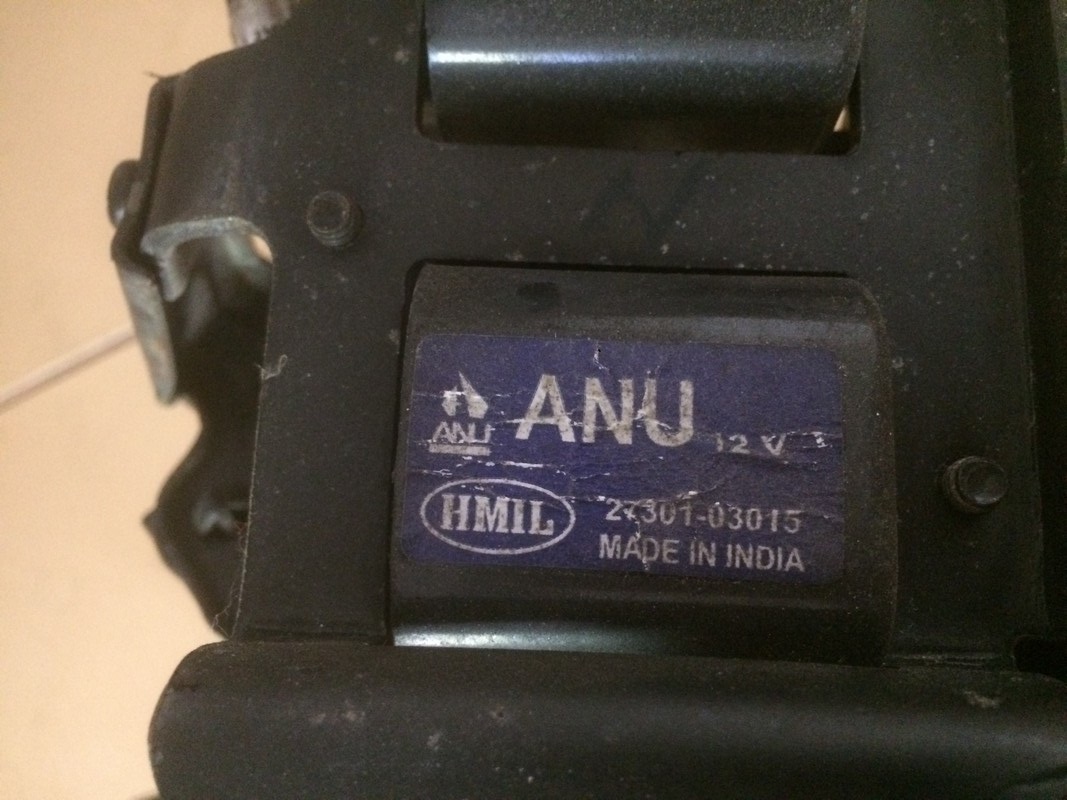 ANU
ANU 12 V
HMIL
27301-03015
MADE IN INDIA